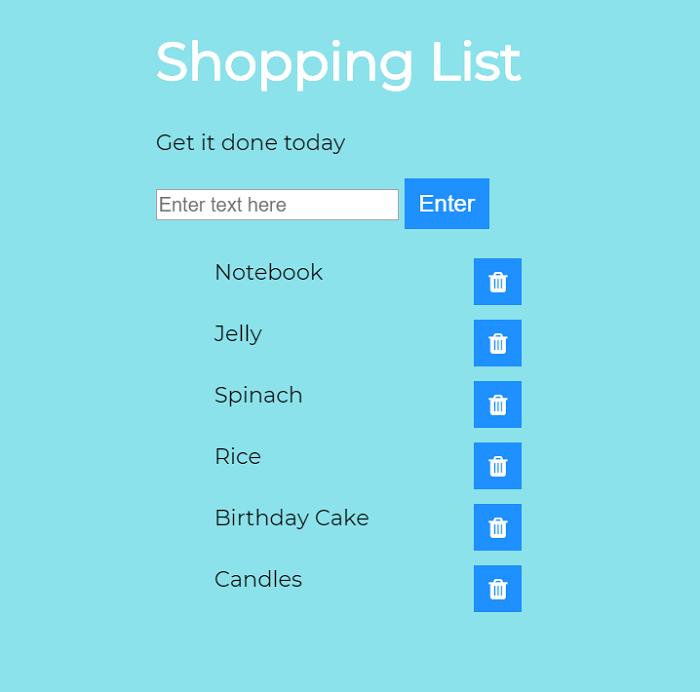 Shopping List
Get it done today
Enter text here Enter
Notebook
Jelly
Spinach
Rice
Birthday Cake
Candles